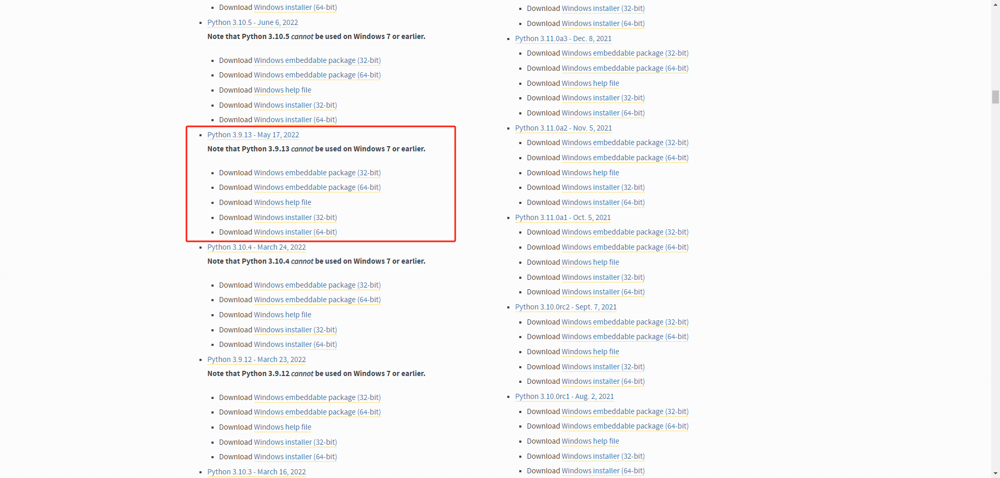 Download Windows installer (64-bit)
Python 3.10.5 - June 6, 2022
Note that Python 3.10.5 cannot be used on Windows 7 or earlier.
Download Windows embeddable package (32-bit)
Download Windows embeddable package (64-bit)
Download Windows help file
Download Windows installer (32-bit)
Download Windows installer (64-bit)
Python 3.9.13 - May 17, 2022
Note that Python 3.9.13 cannot be used on Windows 7 or earlier.
Download Windows embeddable package (32-bit)
Download Windows embeddable package (64-bit)
Download Windows help file
Download Windows installer (32-bit)
Download Windows installer (64-bit)
Python 3.10.4 - March 24, 2022
Note that Python 3.10.4 cannot be used on Windows 7 or earlier.
Download Windows embeddable package (32-bit)
Download Windows embeddable package (64-bit)
Download Windows help file
Download Windows installer (32-bit)
Download Windows installer (64-bit)
Python 3.9.12 - March 23, 2022
Note that Python 3.9.12 cannot be used on Windows 7 or earlier.
Download Windows embeddable package (32-bit)
Download Windows embeddable package (64-bit)
Download Windows help file
Download Windows installer (32-bit)
Download Windows installer (64-bit)
Python 3.10.3 - March 16, 2022
Download Windows installer (32-bit)
Download Windows installer (64-bit)
Python 3.11.0a3 - Dec. 8, 2021
Download Windows embeddable package (32-bit)
Download Windows embeddable package (64-bit)
Download Windows help file
Download Windows installer (32-bit)
Download Windows installer (64-bit)
Python 3.11.0a2 - Nov. 5, 2021
Download Windows embeddable package (32-bit)
Download Windows embeddable package (64-bit)
Download Windows help file
Download Windows installer (32-bit)
Download Windows installer (64-bit)
Python 3.11.0a1 - Oct. 5, 2021
Download Windows embeddable package (32-bit)
Download Windows embeddable package (64-bit)
Download Windows help file
Download Windows installer (32-bit)
Download Windows installer (64-bit)
Python 3.10.0rc2 - Sept. 7, 2021
Download Windows embeddable package (32-bit)
Download Windows embeddable package (64-bit)
Download Windows help file
Download Windows installer (32-bit)
Download Windows installer (64-bit)
Python 3.10.0rc1 - Aug. 2, 2021
Download Windows embeddable package (32-bit)
Download Windows embeddable package (64-bit)
Download Windows help file
Download Windows installer (32-bit)
Download Windows installer (64-bit)